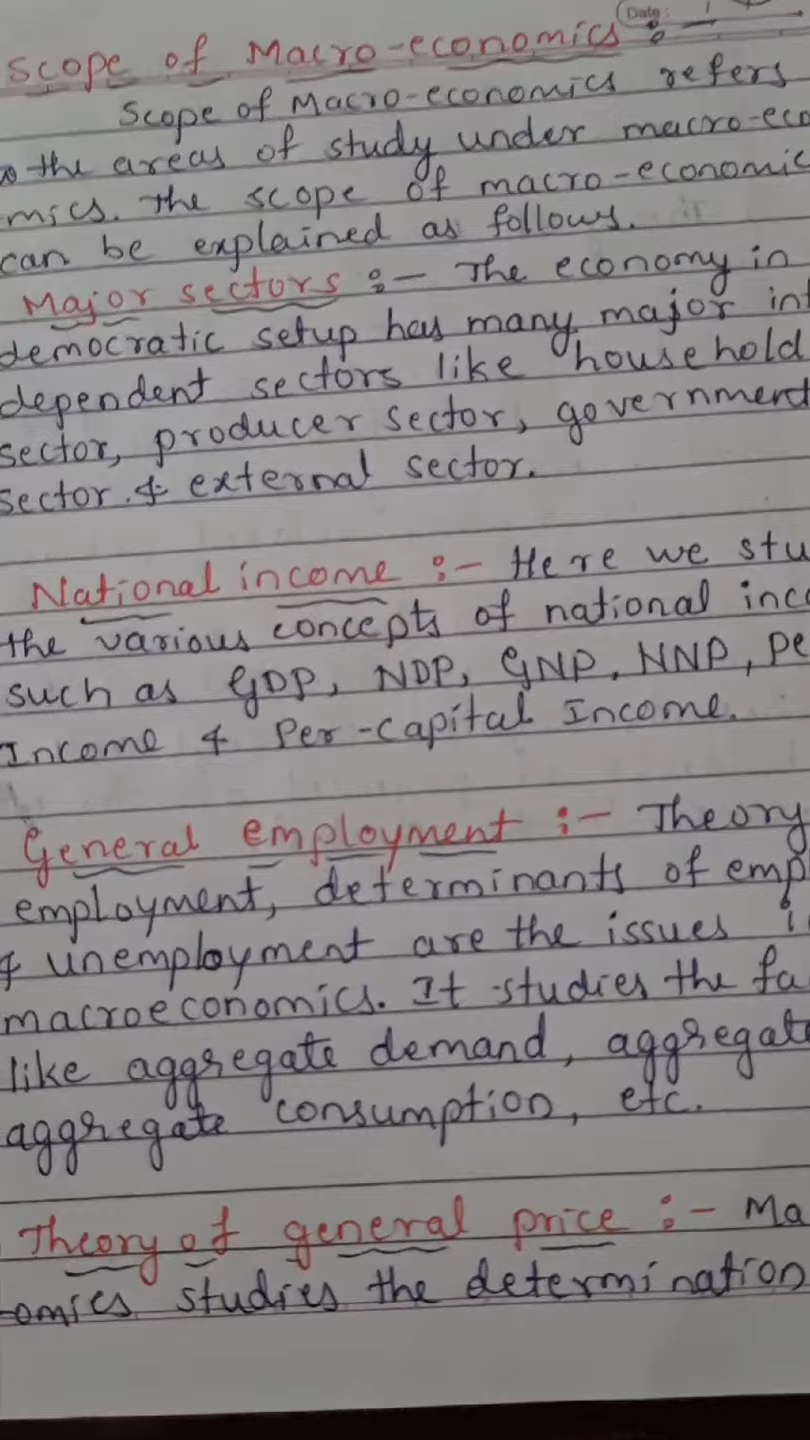 Date:
Scope of Macro-economics :-
Scope of Macro-economics refers
to the areas of study under macro-eco
mics. The scope of macro-economic
can be explained as follows.
Major sectors :- The economy in
democratic setup has many major int
dependent sectors like household
sector, producer sector, government
sector & external sector.
National income :- Here we stu
the various concepts of national inco
such as GDP, NDP, GNP, NNP, Pe
Income & Per-capital Income.
General employment :- Theory
employment, determinants of emp
& unemployment are the issues i
macroeconomics. It studies the fa
like aggregate demand, aggregate
aggregate consumption, etc.
Theory of general price :- Ma
omics studies the determination